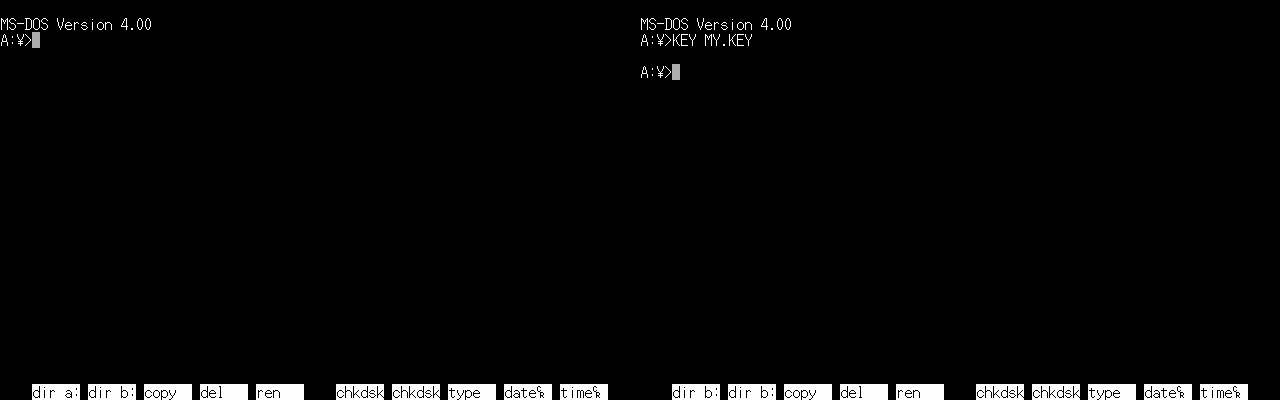 MS-DOS Version 4.00
A:¥>
dir a: dir b: copy del ren chkdsk chkdsk type date␍ time␍
MS-DOS Version 4.00
A:¥>KEY MY.KEY
A:¥>
dir b: dir b: copy del ren chkdsk chkdsk type date␍ time␍